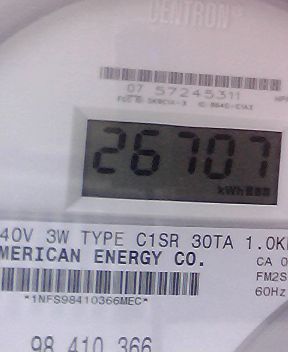 CENTRON®
07 57245311
26707
kWh
40V 3W TYPE C1SR 30TA 1.0K
MERICAN ENERGY CO.
CA 0
FM2S
60Hz
*1NFS98410366MEC*
98 410 366